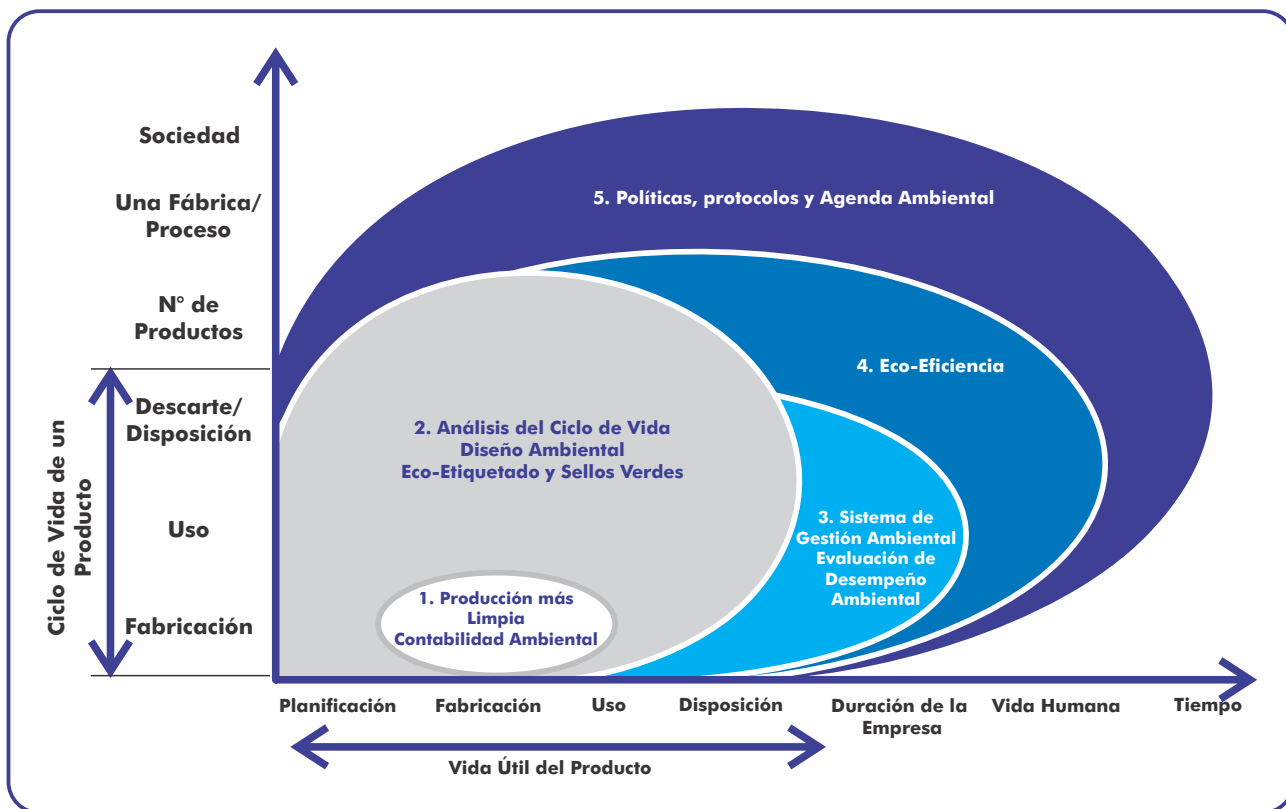 Sociedad
Una Fábrica/
Proceso
N° de
Productos
Descarte/
Disposición
Uso
Fabricación
Ciclo de Vida de un
Producto
5. Políticas, protocolos y Agenda Ambiental
4. Eco-Eficiencia
2. Análisis del Ciclo de Vida
Diseño Ambiental
Eco-Etiquetado y Sellos Verdes
3. Sistema de
Gestión Ambiental
Evaluación de
Desempeño
Ambiental
1. Producción más
Limpia
Contabilidad Ambiental
Planificación
Fabricación
Uso
Disposición
Duración de la
Empresa
Vida Humana
Tiempo
Vida Útil del Producto